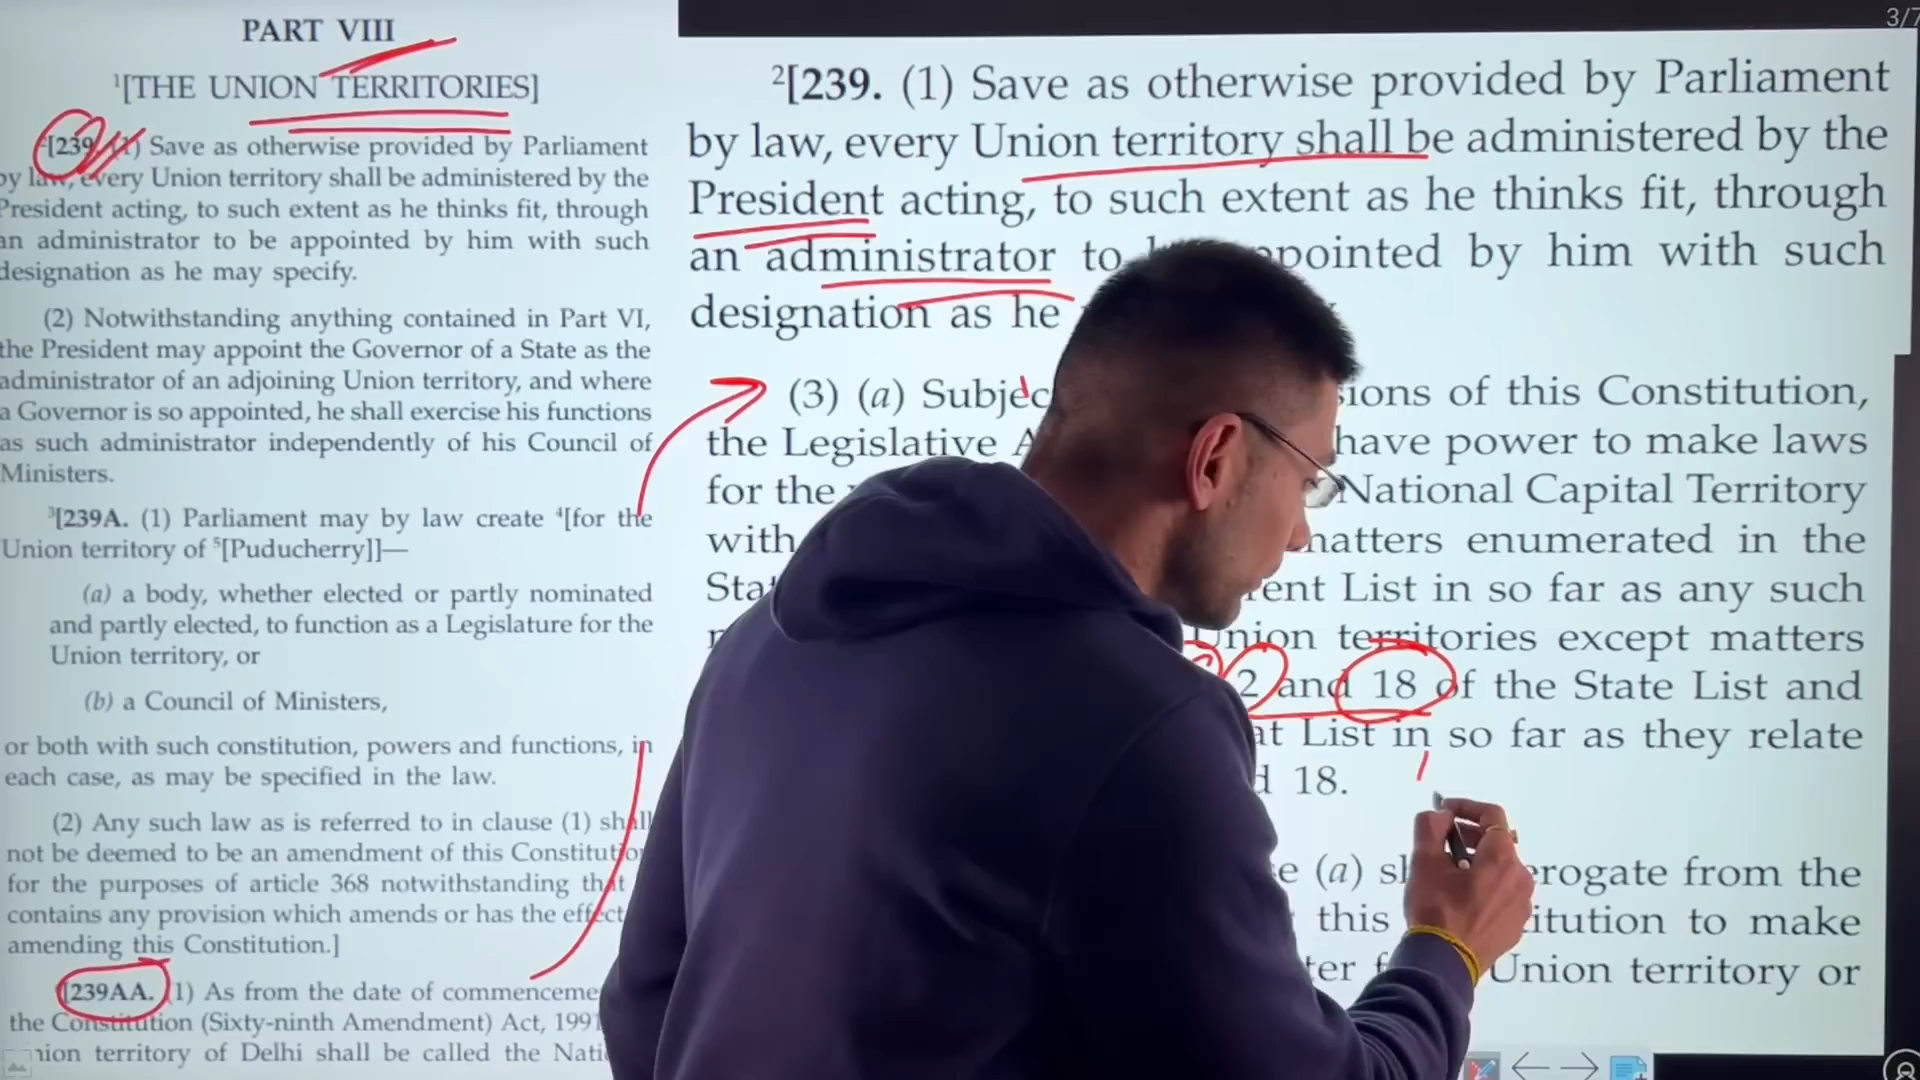 PART VIII
¹[THE UNION TERRITORIES]
²[239. (1) Save as otherwise provided by Parliament
by law, every Union territory shall be administered by the
President acting, to such extent as he thinks fit, through
an administrator to be appointed by him with such
designation as he may specify.
(2) Notwithstanding anything contained in Part VI,
the President may appoint the Governor of a State as the
administrator of an adjoining Union territory, and where
a Governor is so appointed, he shall exercise his functions
as such administrator independently of his Council of
Ministers.
³[239A. (1) Parliament may by law create ⁴[for the
Union territory of ⁵[Puducherry]]—
(a) a body, whether elected or partly nominated
and partly elected, to function as a Legislature for the
Union territory, or
(b) a Council of Ministers,
or both with such constitution, powers and functions, in
each case, as may be specified in the law.
(2) Any such law as is referred to in clause (1) shall
not be deemed to be an amendment of this Constitution
for the purposes of article 368 notwithstanding that
contains any provision which amends or has the effect
amending this Constitution.]
[239AA. (1) As from the date of commenceme
the Constitution (Sixty-ninth Amendment) Act, 1991
nion territory of Delhi shall be called the Nati
3/7
²[239. (1) Save as otherwise provided by Parliament
by law, every Union territory shall be administered by the
President acting, to such extent as he thinks fit, through
an administrator to appointed by him with such
designation as he
(3) (a) Subjec sions of this Constitution,
the Legislative A have power to make laws
for the National Capital Territory
with matters enumerated in the
Sta rent List in so far as any such
Union territories except matters
2 and 18 of the State List and
at List in so far as they relate
d 18.
e (a) sh erogate from the
this itution to make
ter f Union territory or